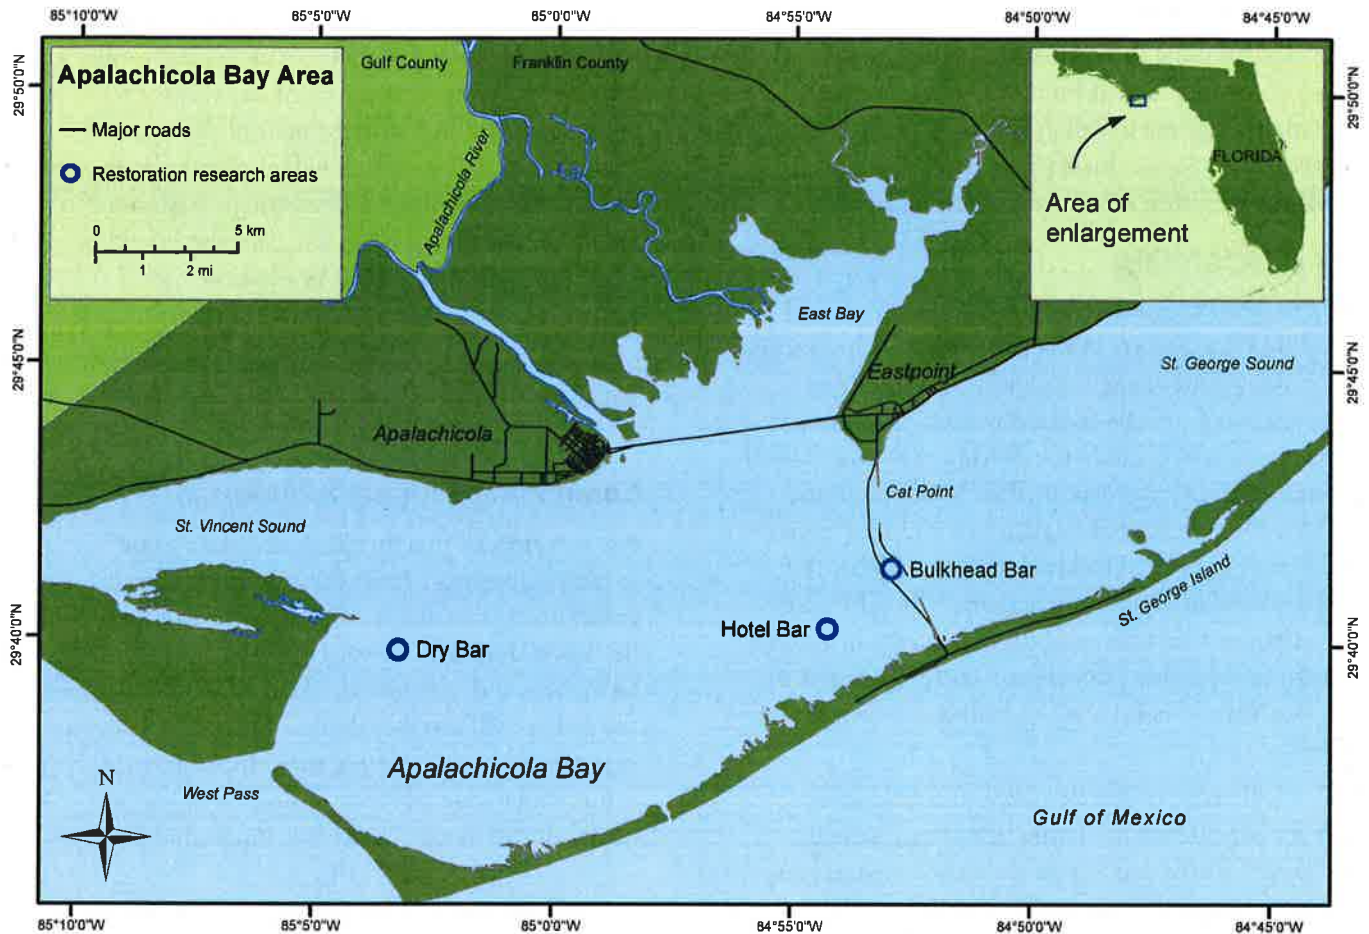 85°10'0"W
85°5'0"W
85°0'0"W
84°55'0"W
84°50'0"W
84°45'0"W
29°50'0"N
29°45'0"N
29°40'0"N
Apalachicola Bay Area
Major roads
Restoration research areas
0
5 km
1
2 mi
Gulf County
Franklin County
Apalachicola River
FLORIDA
Area of
enlargement
29°50'0"N
29°45'0"N
29°40'0"N
East Bay
St. George Sound
Eastpoint
Apalachicola
Cat Point
St. Vincent Sound
Bulkhead Bar
St. George Island
Hotel Bar
Dry Bar
Apalachicola Bay
West Pass
N
Gulf of Mexico
85°10'0"W
85°5'0"W
85°0'0"W
84°55'0"W
84°50'0"W
84°45'0"W